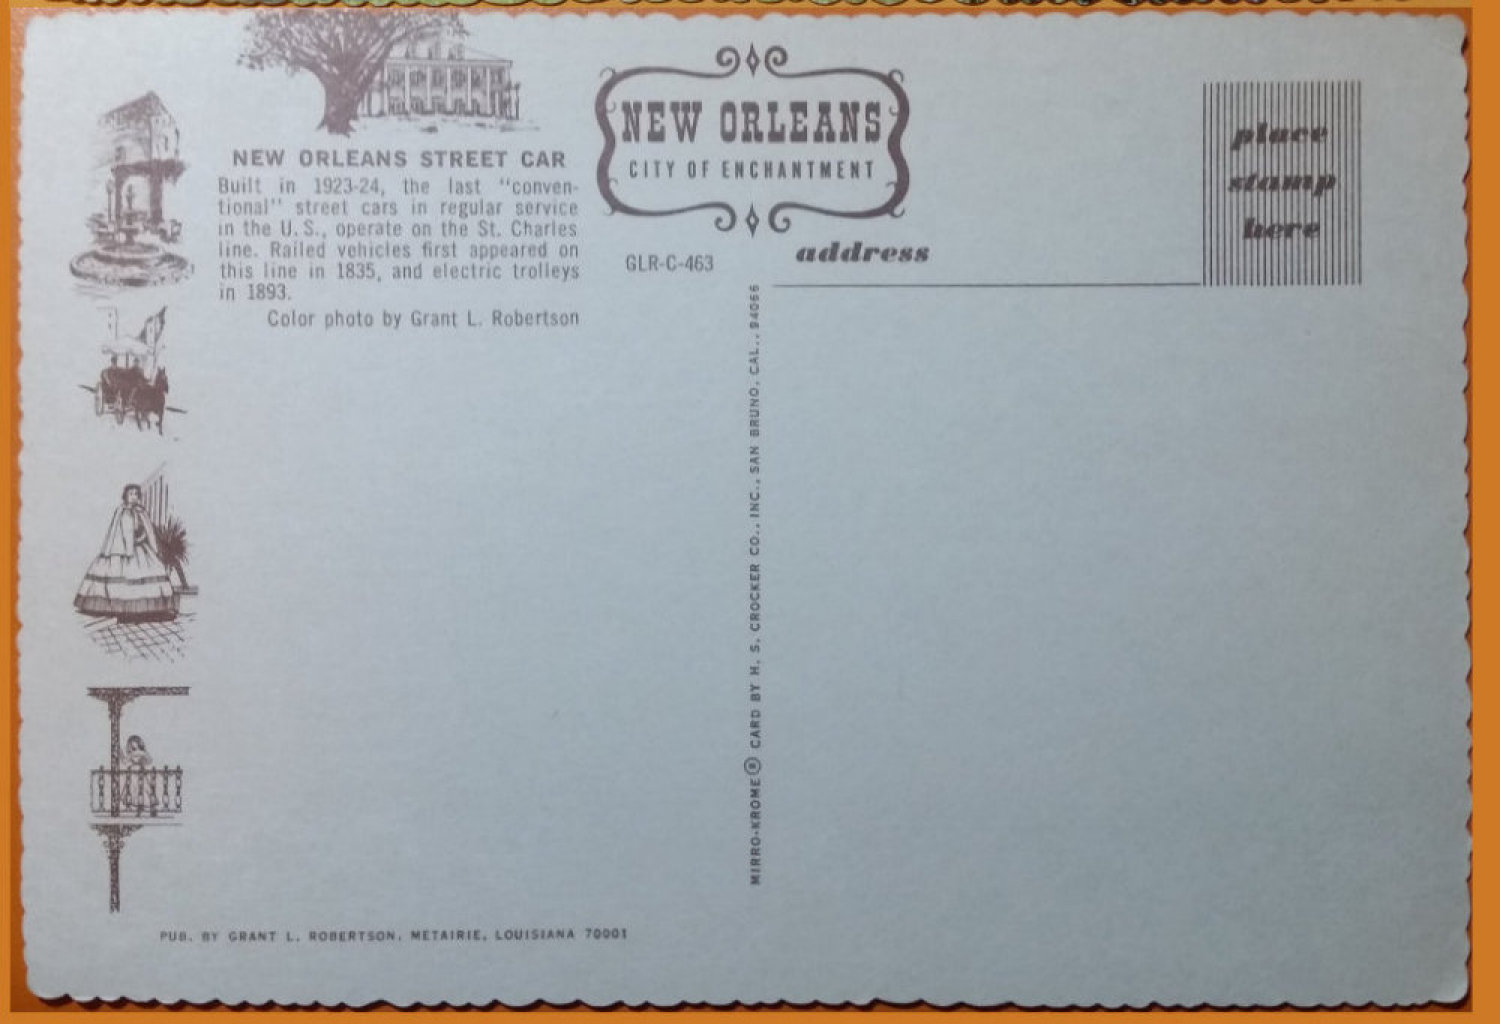 NEW ORLEANS STREET CAR
Built in 1923-24, the last "conven-
tional" street cars in regular service
in the U.S., operate on the St. Charles
line. Railed vehicles first appeared on
this line in 1835, and electric trolleys
in 1893.
Color photo by Grant L. Robertson
NEW ORLEANS
CITY OF ENCHANTMENT
GLR-C-463
address
place
stamp
here
MIRRO-KROME® CARD BY H. S. CROCKER CO., INC., SAN BRUNO, CAL., 94066
PUB. BY GRANT L. ROBERTSON, METAIRIE, LOUISIANA 70001